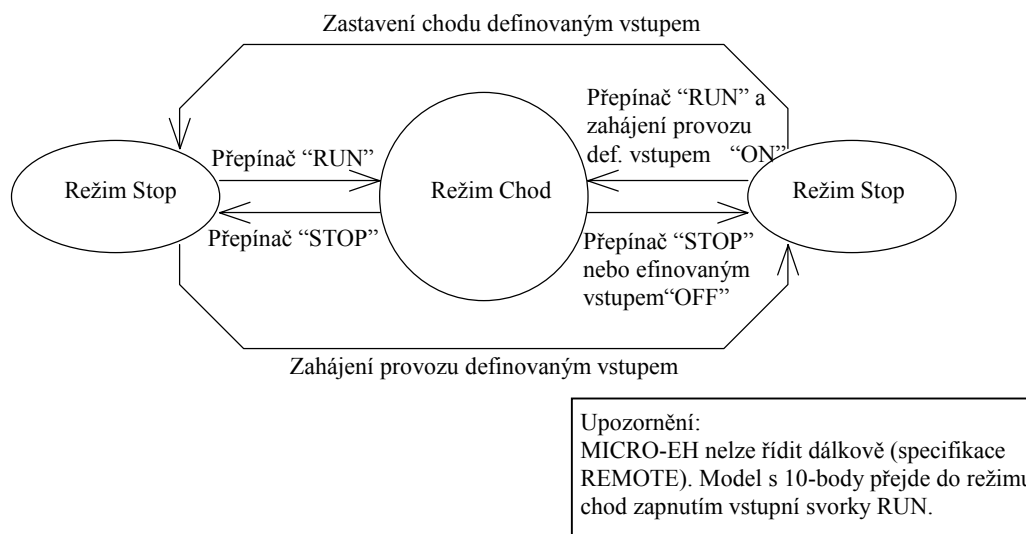 Zastavení chodu definovaným vstupem
Přepínač “RUN” a
zahájení provozu
def. vstupem “ON”
Přepínač “RUN”
Režim Stop
Režim Chod
Režim Stop
Přepínač “STOP”
Přepínač “STOP”
nebo efinovaným
vstupem“OFF”
Zahájení provozu definovaným vstupem
Upozornění:
MICRO-EH nelze řídit dálkově (specifikace
REMOTE). Model s 10-body přejde do režimu
chod zapnutím vstupní svorky RUN.